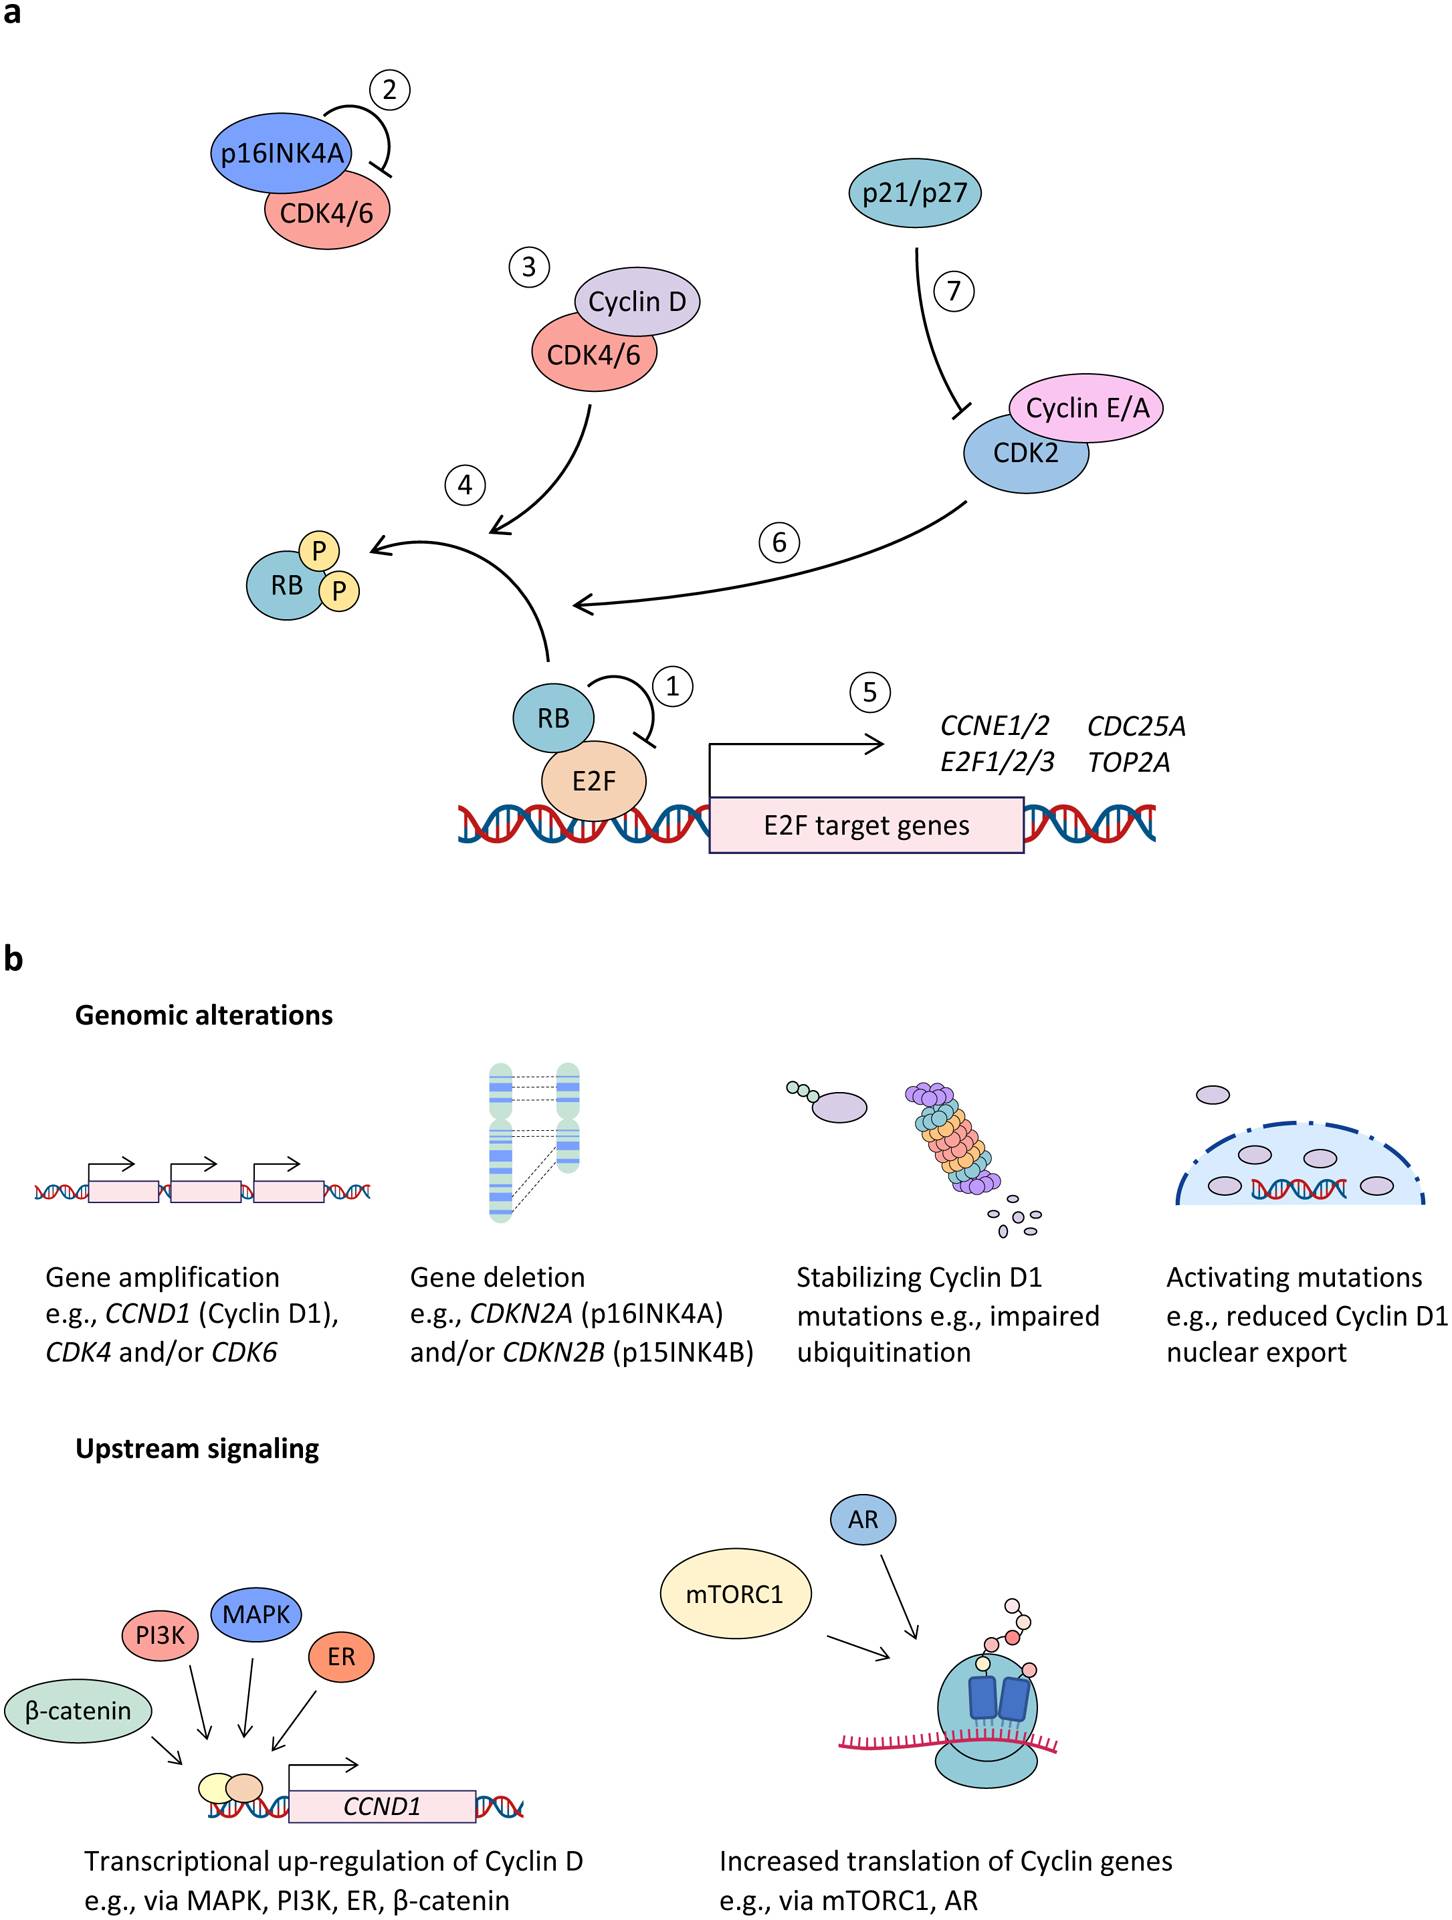 a
2
p16INK4A
CDK4/6
p21/p27
3
Cyclin D
CDK4/6
7
Cyclin E/A
CDK2
4
6
P
RB
P
1
5
RB
E2F
CCNE1/2 CDC25A
E2F1/2/3 TOP2A
E2F target genes
b
Genomic alterations
Gene amplification
e.g., CCND1 (Cyclin D1),
CDK4 and/or CDK6
Gene deletion
e.g., CDKN2A (p16INK4A)
and/or CDKN2B (p15INK4B)
Stabilizing Cyclin D1
mutations e.g., impaired
ubiquitination
Activating mutations
e.g., reduced Cyclin D1
nuclear export
Upstream signaling
β-catenin
PI3K
MAPK
ER
CCND1
Transcriptional up-regulation of Cyclin D
e.g., via MAPK, PI3K, ER, β-catenin
AR
mTORC1
Increased translation of Cyclin genes
e.g., via mTORC1, AR